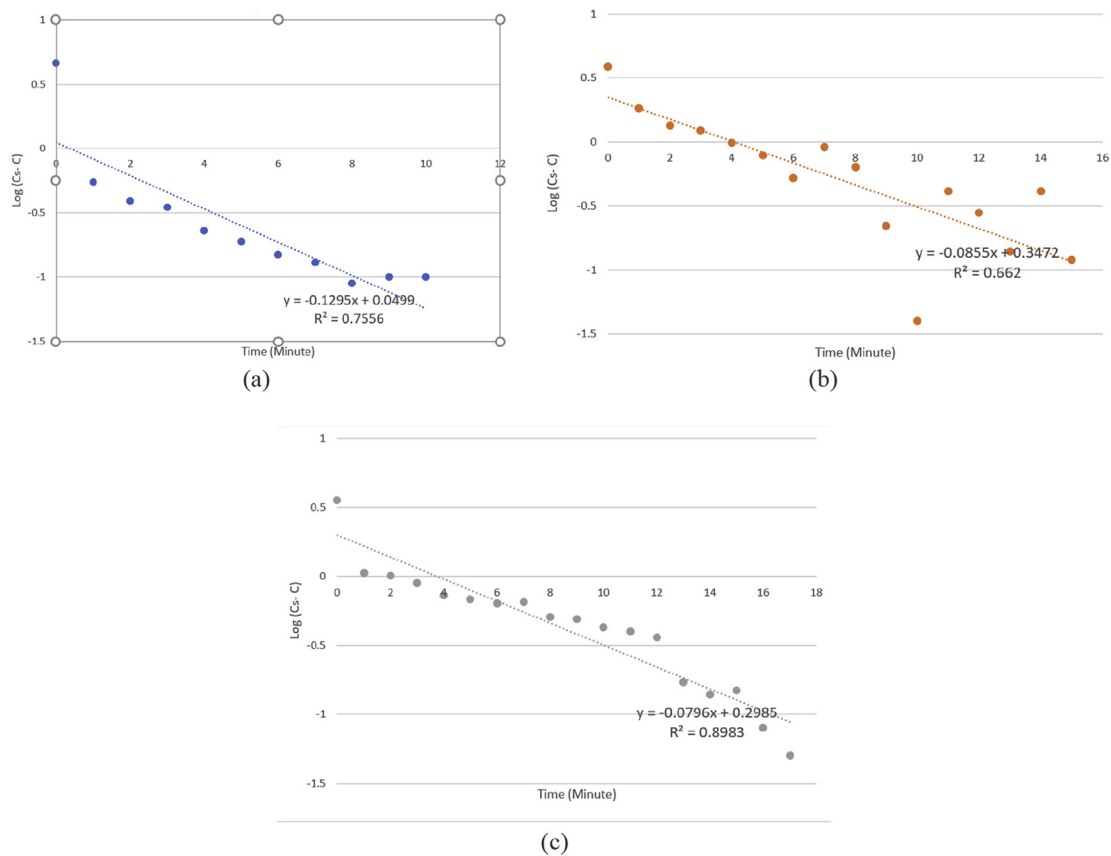 1
0.5
0
-0.5
-1
-1.5
0 2 4 6 8 10 12
Log (Cs- C)
y = -0.1295x + 0.0499
R² = 0.7556
Time (Minute)
(a)
1
0.5
0
-0.5
-1
-1.5
0 2 4 6 8 10 12 14 16
Log (Cs- C)
y = -0.0855x + 0.3472
R² = 0.662
Time (Minute)
(b)
1
0.5
0
-0.5
-1
-1.5
0 2 4 6 8 10 12 14 16 18
Log (Cs- C)
y = -0.0796x + 0.2985
R² = 0.8983
Time (Minute)
(c)